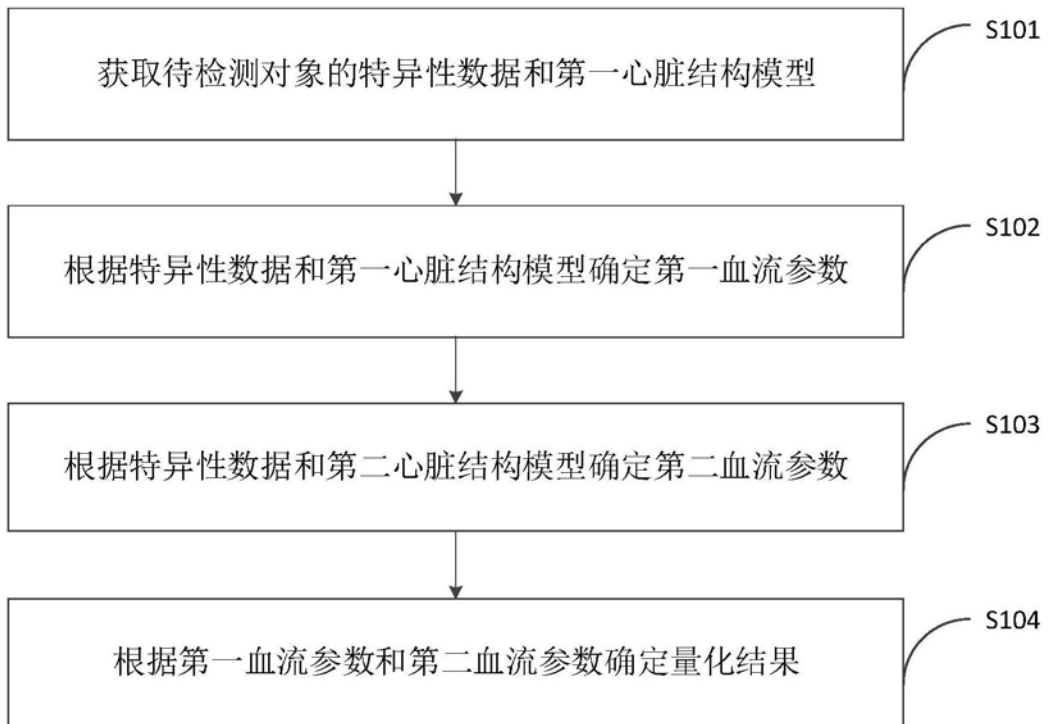 获取待检测对象的特异性数据和第一心脏结构模型
S101
根据特异性数据和第一心脏结构模型确定第一血流参数
S102
根据特异性数据和第二心脏结构模型确定第二血流参数
S103
根据第一血流参数和第二血流参数确定量化结果
S104